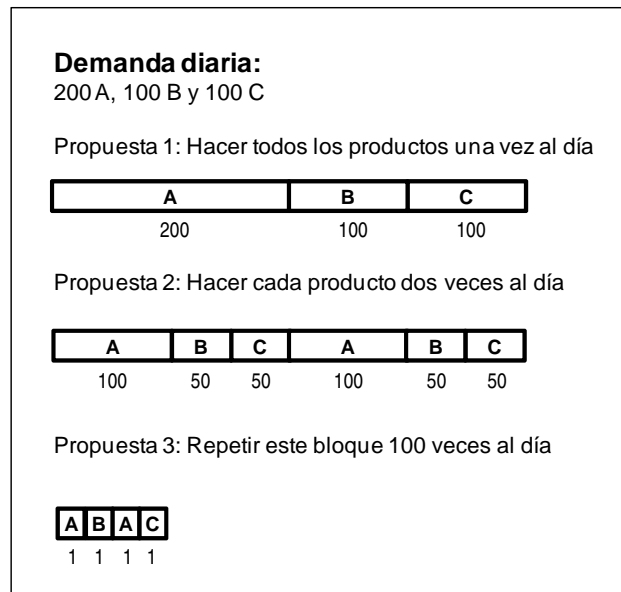 Demanda diaria:
200 A, 100 B y 100 C
Propuesta 1: Hacer todos los productos una vez al día
A B C
200 100 100
Propuesta 2: Hacer cada producto dos veces al día
A B C A B C
100 50 50 100 50 50
Propuesta 3: Repetir este bloque 100 veces al día
A B A C
1 1 1 1